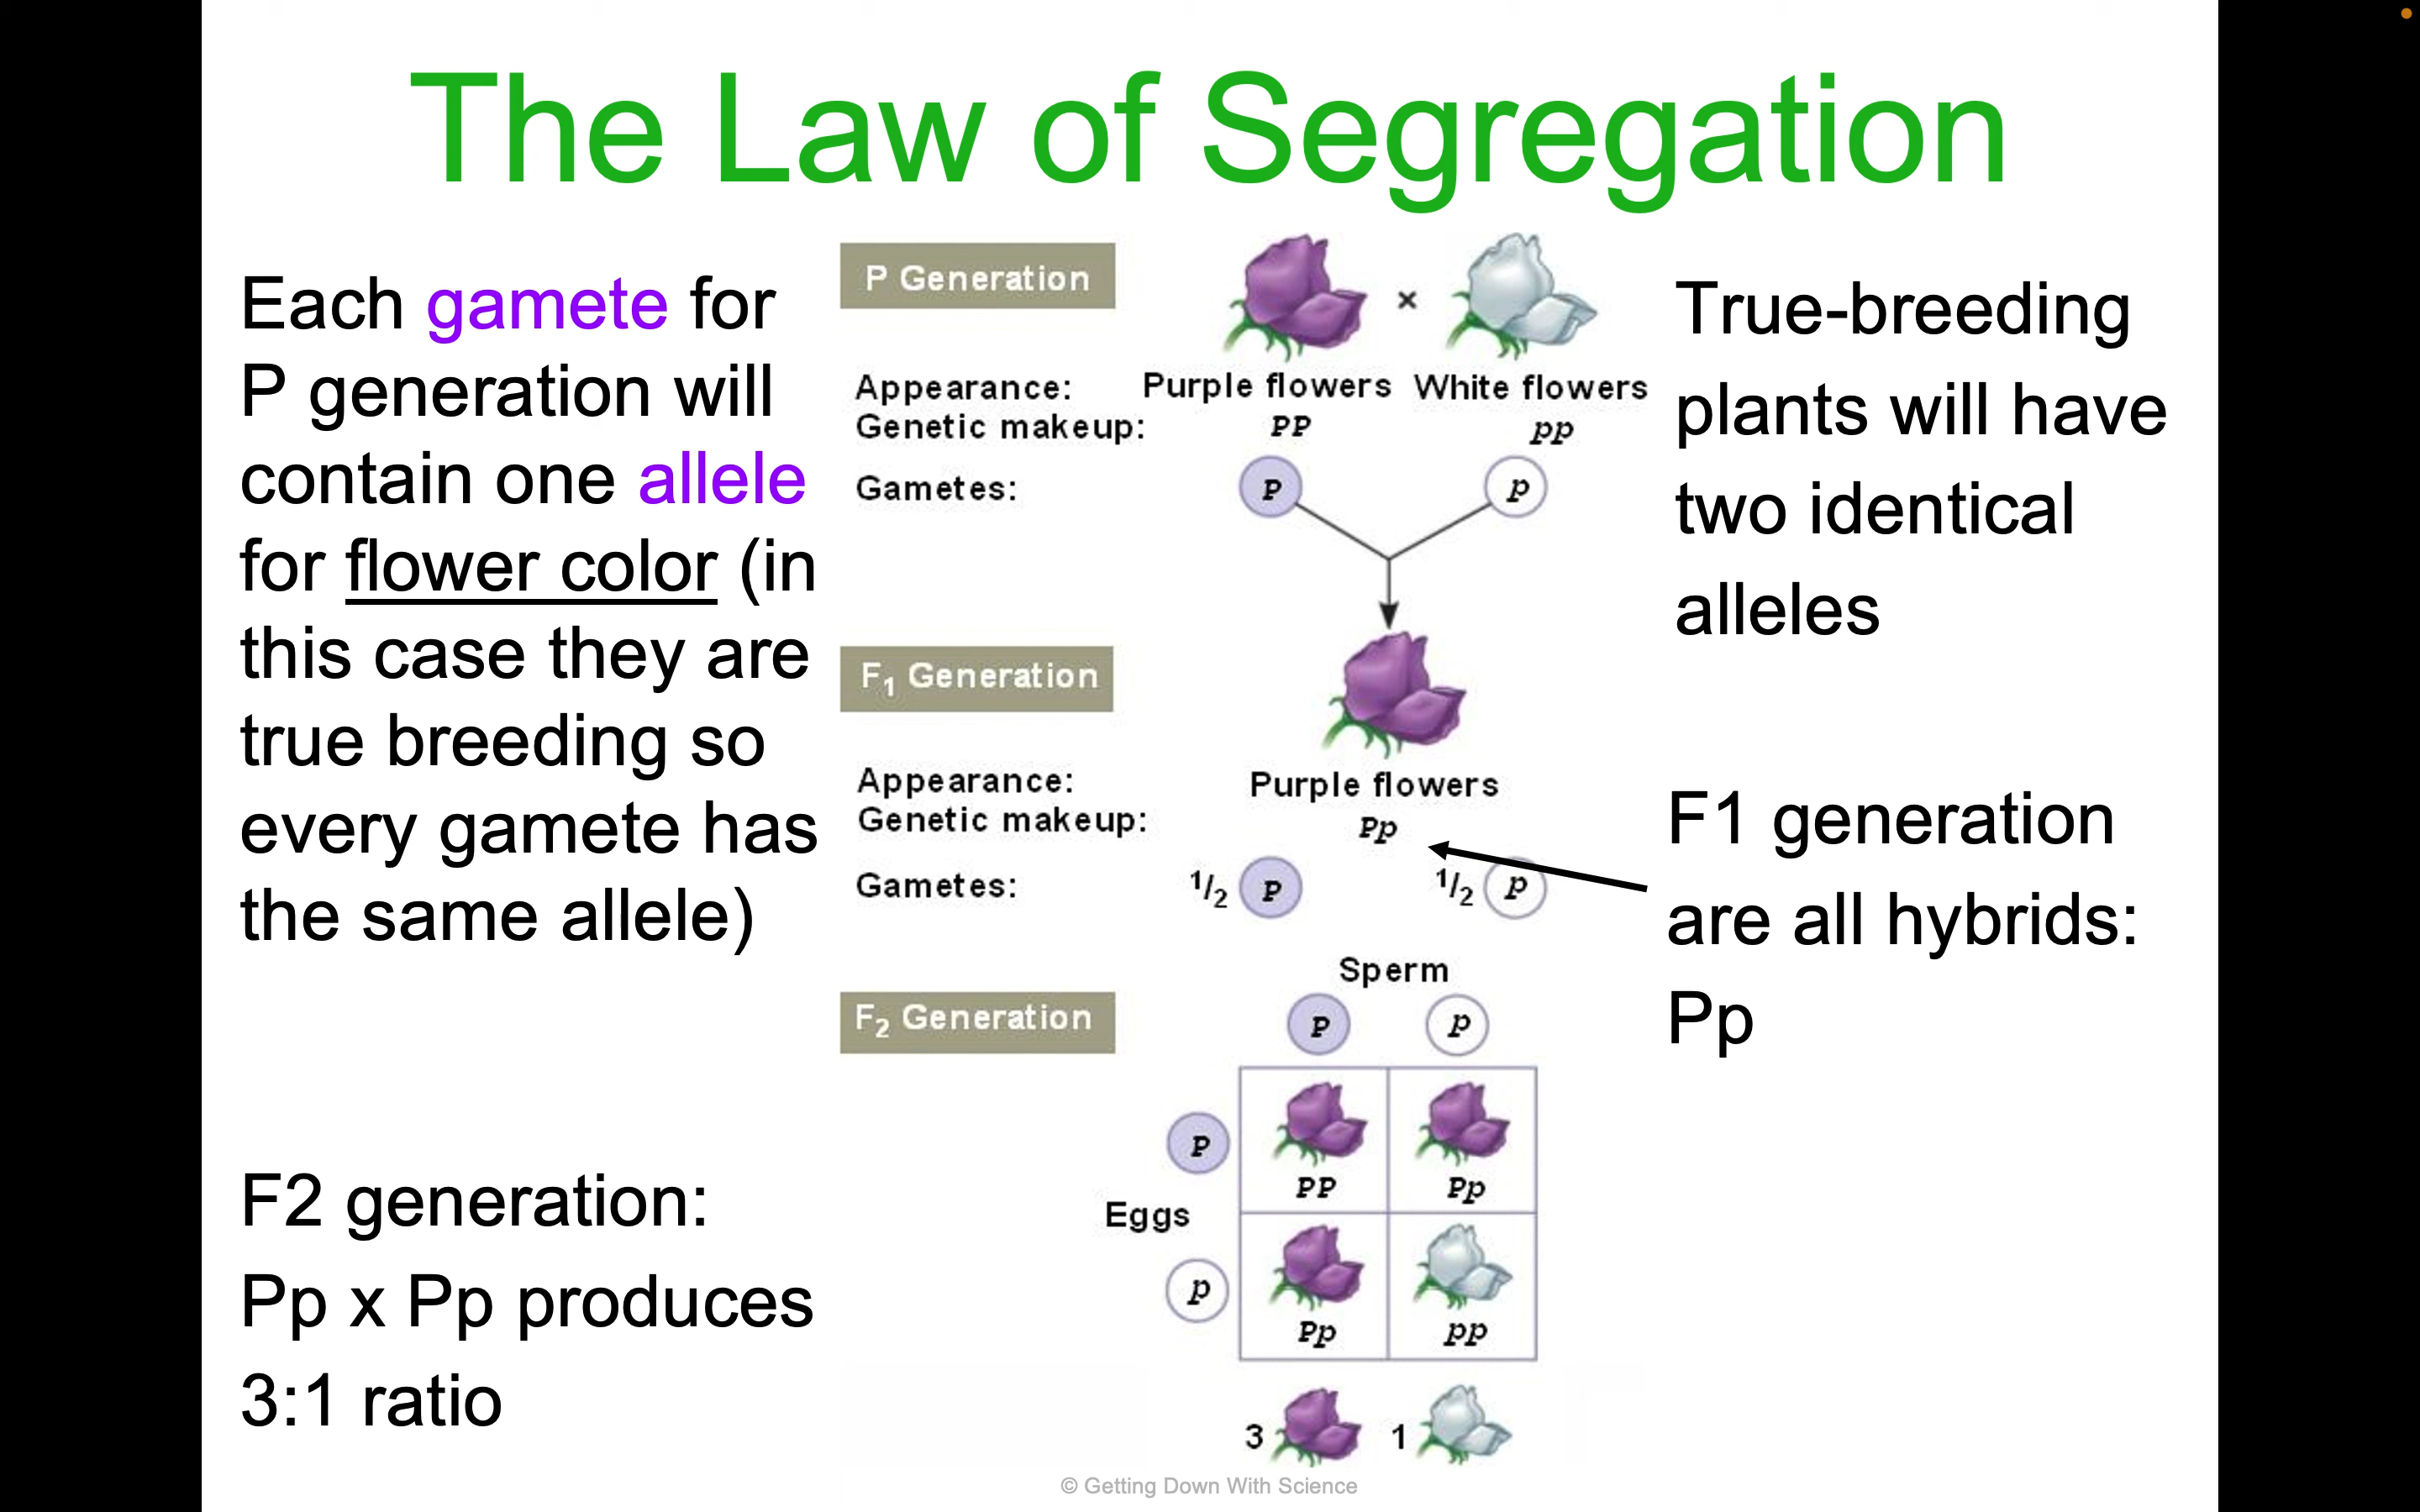 The Law of Segregation
Each gamete for
P generation will
contain one allele
for flower color (in
this case they are
true breeding so
every gamete has
the same allele)
F2 generation:
Pp x Pp produces
3:1 ratio
P Generation
×
Appearance: Purple flowers White flowers
Genetic makeup: PP pp
Gametes: P p
F₁ Generation
Appearance: Purple flowers
Genetic makeup: Pp
Gametes: 1/2 P 1/2 p
Sperm
F₂ Generation
P p
P
PP Pp
Eggs
p
Pp pp
3 1
True-breeding
plants will have
two identical
alleles
F1 generation
are all hybrids:
Pp
© Getting Down With Science